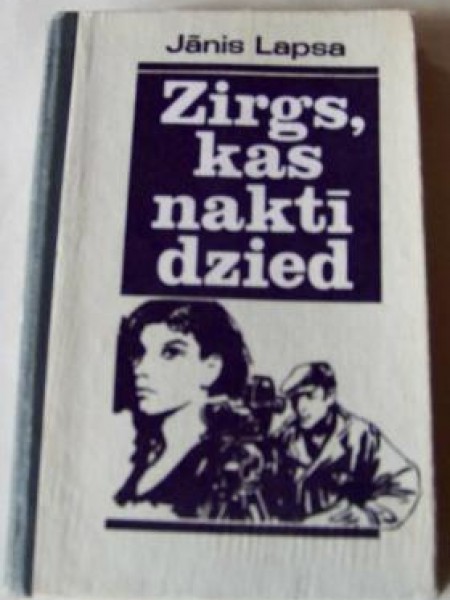 Jānis Lapsa
Zirgs,
kas
naktī
dzied